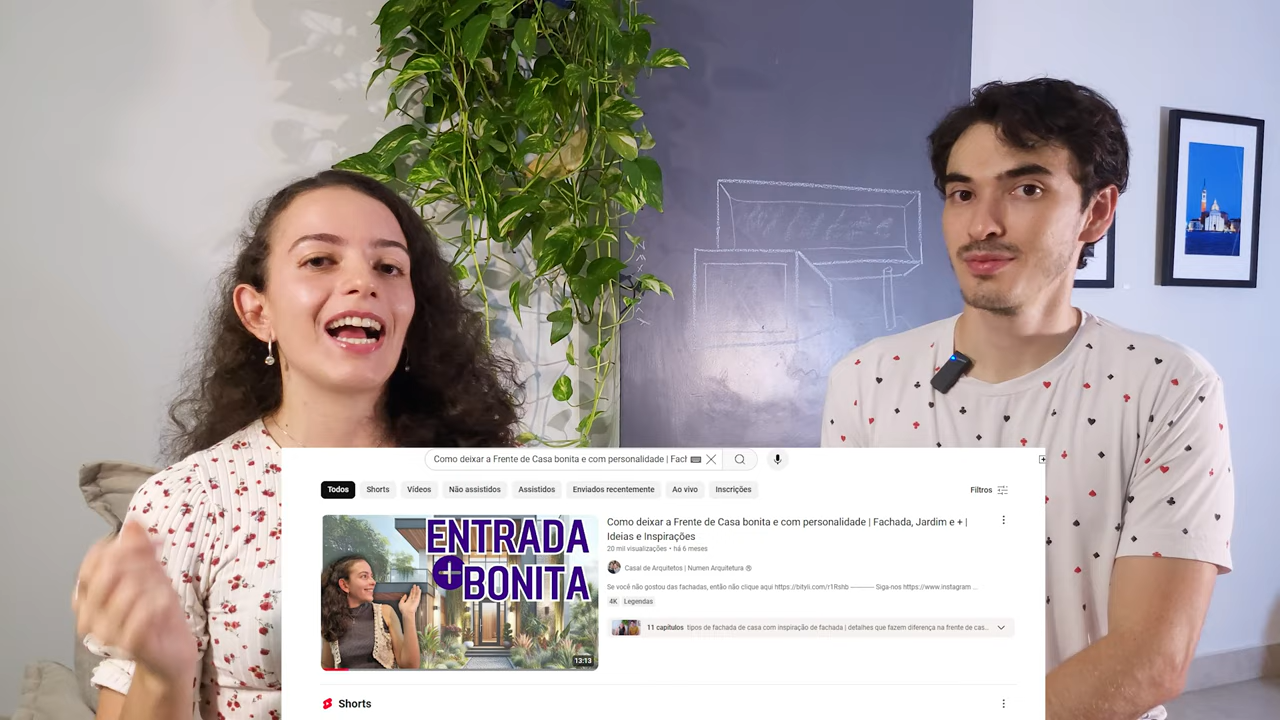 Como deixar a Frente de Casa bonita e com personalidade | Fach
Todos Shorts Vídeos Não assistidos Assistidos Enviados recentemente Ao vivo Inscrições Filtros
ENTRADA
+BONITA
13:13
Como deixar a Frente de Casa bonita e com personalidade | Fachada, Jardim e + |
Ideias e Inspirações
20 mil visualizações • há 6 meses
Casal de Arquitetos | Numen Arquitetura
Se você não gostou das fachadas, então não clique aqui https://bityli.com/r1Rshb ---------- Siga-nos https://www.instagram ...
4K Legendas
11 capítulos tipos de fachada de casa com inspiração de fachada | detalhes que fazem diferença na frente de cas...
Shorts